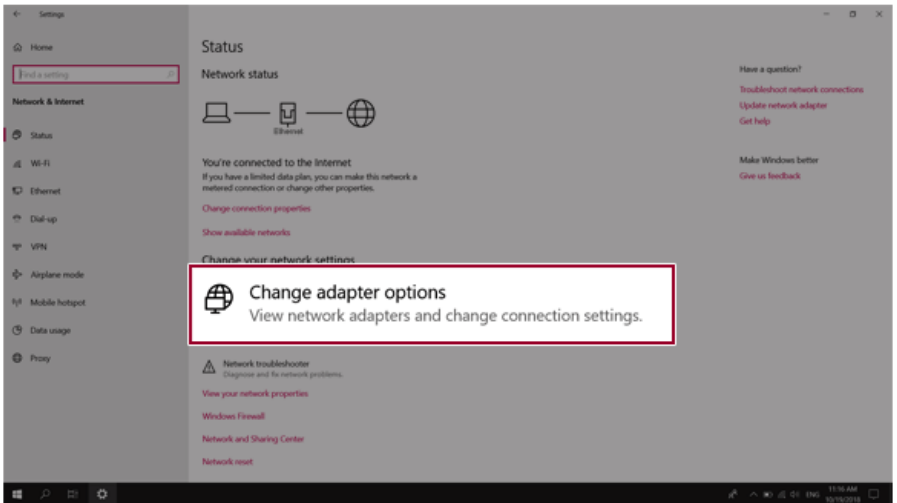 Settings
Home
Find a setting
Network & Internet
Status
Wi-Fi
Ethernet
Dial-up
VPN
Airplane mode
Mobile hotspot
Data usage
Proxy
Status
Network status
Ethernet
You're connected to the Internet
If you have a limited data plan, you can make this network a
metered connection or change other properties.
Change connection properties
Show available networks
Change your network settings
Change adapter options
View network adapters and change connection settings.
Network troubleshooter
Diagnose and fix network problems.
View your network properties
Windows Firewall
Network and Sharing Center
Network reset
Have a question?
Troubleshoot network connections
Update network adapter
Get help
Make Windows better
Give us feedback
ENG
11:16 AM
10/19/2018